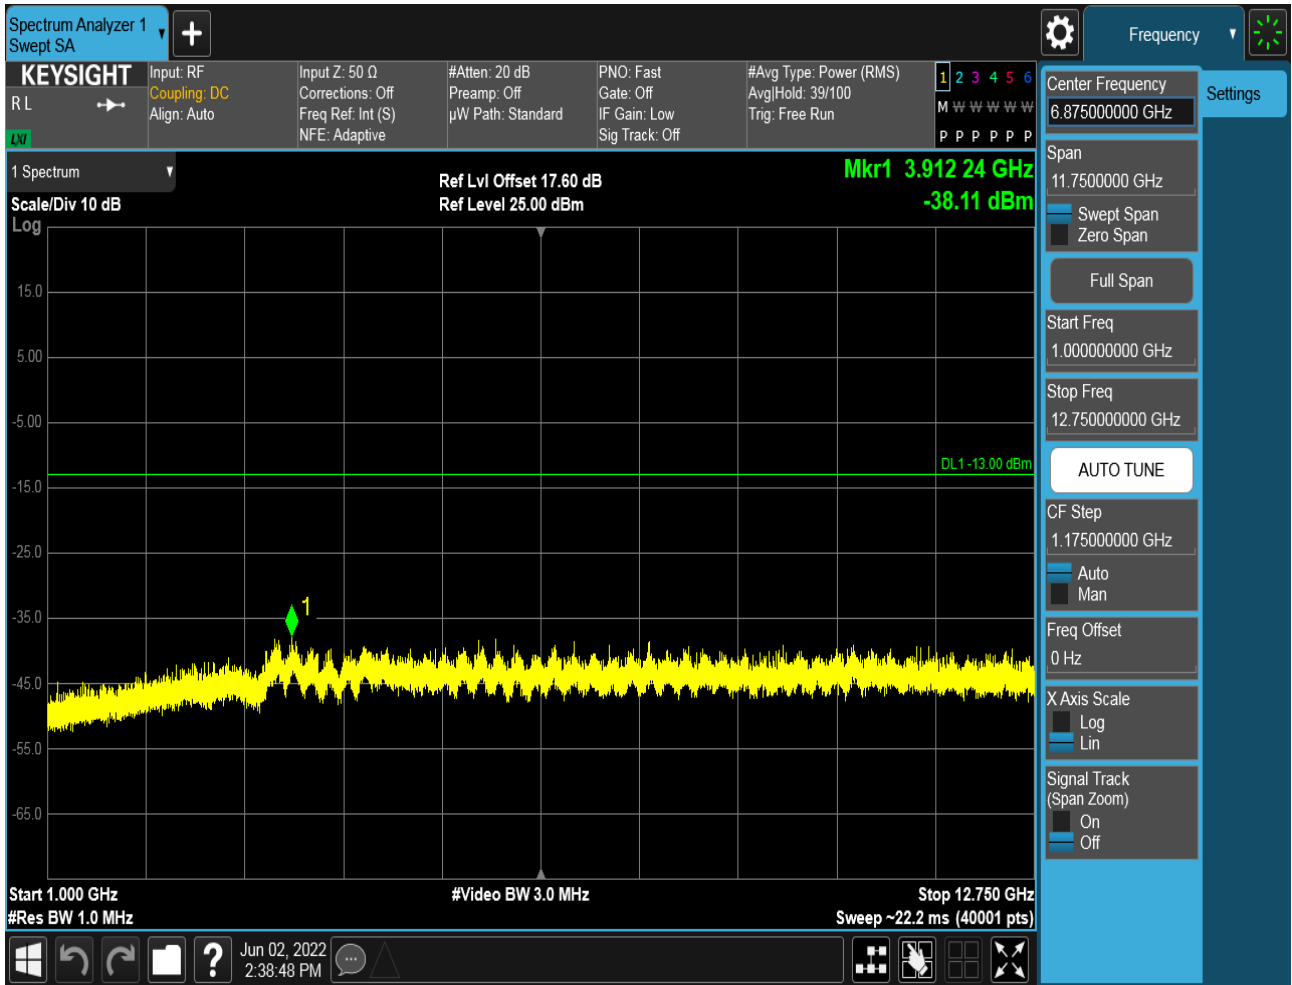 Spectrum Analyzer 1
Swept SA
Frequency
KEYSIGHT
R L
LXI
Input: RF
Coupling: DC
Align: Auto
Input Z: 50 Ω
Corrections: Off
Freq Ref: Int (S)
NFE: Adaptive
#Atten: 20 dB
Preamp: Off
µW Path: Standard
PNO: Fast
Gate: Off
IF Gain: Low
Sig Track: Off
#Avg Type: Power (RMS)
Avg|Hold: 39/100
Trig: Free Run
1 2 3 4 5 6
M W W W W W
P P P P P P
1 Spectrum
Scale/Div 10 dB
Log
Ref Lvl Offset 17.60 dB
Ref Level 25.00 dBm
Mkr1 3.912 24 GHz
-38.11 dBm
15.0
5.00
-5.00
DL1 -13.00 dBm
-15.0
-25.0
-35.0
1
-45.0
-55.0
-65.0
Start 1.000 GHz
#Res BW 1.0 MHz
#Video BW 3.0 MHz
Stop 12.750 GHz
Sweep ~22.2 ms (40001 pts)
Jun 02, 2022
2:38:48 PM
Center Frequency
6.875000000 GHz
Settings
Span
11.7500000 GHz
Swept Span
Zero Span
Full Span
Start Freq
1.000000000 GHz
Stop Freq
12.750000000 GHz
AUTO TUNE
CF Step
1.175000000 GHz
Auto
Man
Freq Offset
0 Hz
X Axis Scale
Log
Lin
Signal Track
(Span Zoom)
On
Off